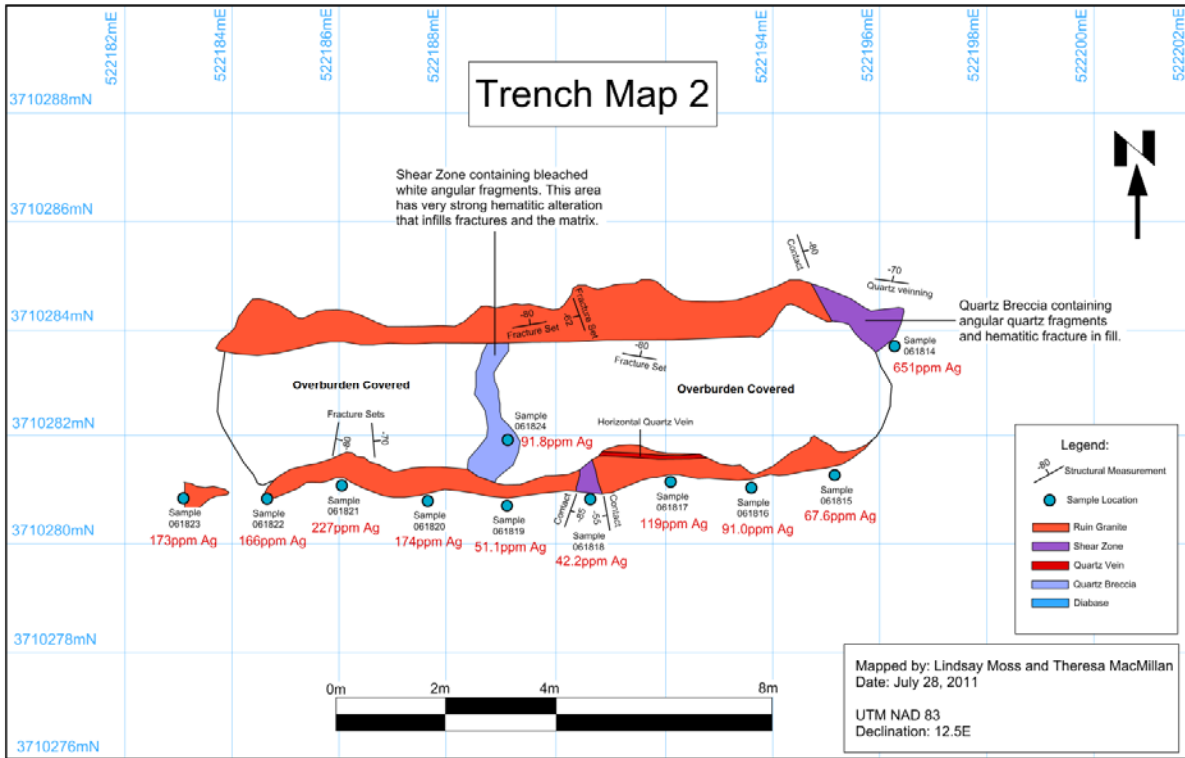 522182mE
522184mE
522186mE
522188mE
522194mE
522196mE
522198mE
522200mE
522202mE
3710288mN
Trench Map 2
N
Shear Zone containing bleached
white angular fragments. This area
has very strong hematitic alteration
that infills fractures and the matrix.
3710286mN
-80
Contact
-70
Quartz veinning
Quartz Breccia containing
angular quartz fragments
and hematitic fracture in fill.
3710284mN
-80
Fracture Set
-62
Fracture Set
-80
Fracture Set
Sample
061814
651ppm Ag
Overburden Covered
Overburden Covered
3710282mN
Fracture Sets
-80
-70
Sample
061824
91.8ppm Ag
Horizontal Quartz Vein
Sample
061823
173ppm Ag
Sample
061822
166ppm Ag
Sample
061821
227ppm Ag
Sample
061820
174ppm Ag
Sample
061819
51.1ppm Ag
Contact
-85
-55
Contact
Sample
061818
42.2ppm Ag
Sample
061817
119ppm Ag
Sample
061816
91.0ppm Ag
Sample
061815
67.6ppm Ag
3710280mN
Legend:
-80
Structural Measurement
Sample Location
Ruin Granite
Shear Zone
Quartz Vein
Quartz Breccia
Diabase
3710278mN
0m
2m
4m
8m
Mapped by: Lindsay Moss and Theresa MacMillan
Date: July 28, 2011
UTM NAD 83
Declination: 12.5E
3710276mN